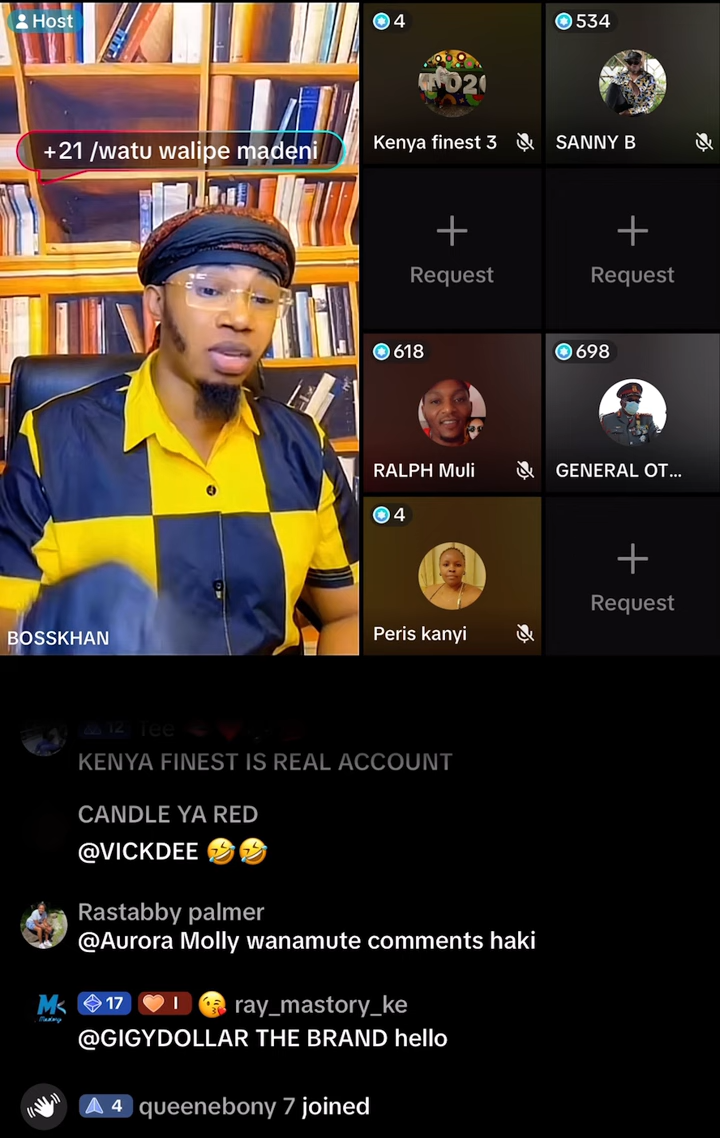 Host
+21 /watu walipe madeni
BOSSKHAN
4
Kenya finest 3
534
SANNY B
Request
Request
618
RALPH Muli
698
GENERAL OT...
4
Peris kanyi
Request
12 Tee
KENYA FINEST IS REAL ACCOUNT
CANDLE YA RED
@VICKDEE 🤣🤣
Rastabby palmer
@Aurora Molly wanamute comments haki
17 I 😘 ray_mastory_ke
@GIGYDOLLAR THE BRAND hello
4 queenebony 7 joined